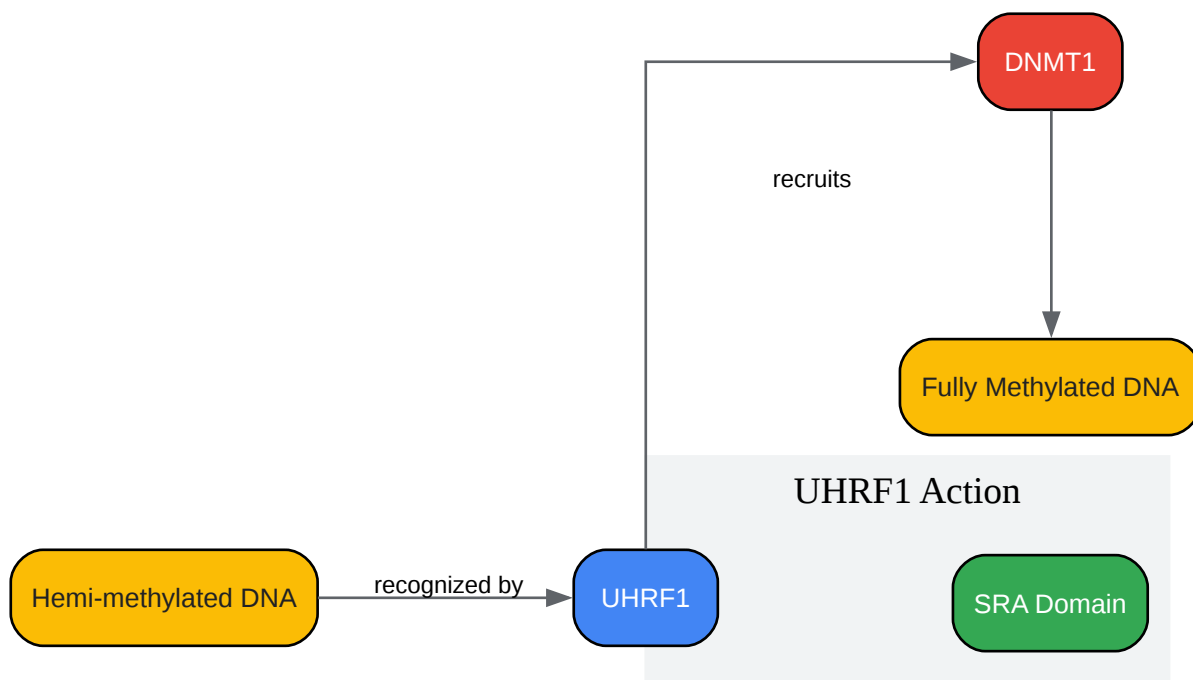 DNMT1
recruits
Fully Methylated DNA
UHRF1 Action
Hemi-methylated DNA
recognized by
UHRF1
SRA Domain